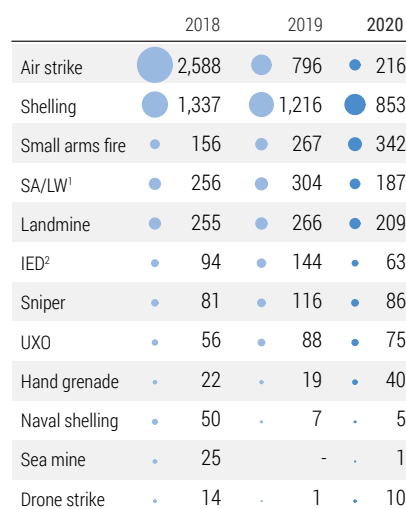 2018 2019 2020
Air strike 2,588 796 216
Shelling 1,337 1,216 853
Small arms fire 156 267 342
SA/LW¹ 256 304 187
Landmine 255 266 209
IED² 94 144 63
Sniper 81 116 86
UXO 56 88 75
Hand grenade 22 19 40
Naval shelling 50 7 5
Sea mine 25 - 1
Drone strike 14 1 10